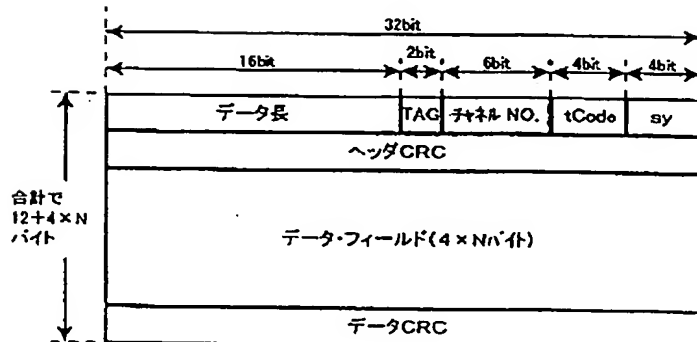 32bit
16bit
2bit
6bit
4bit
4bit
データ長
TAG
チャネル NO.
tCode
sy
ヘッダCRC
合計で
12+4×N
バイト
データ・フィールド(4×Nバイト)
データCRC